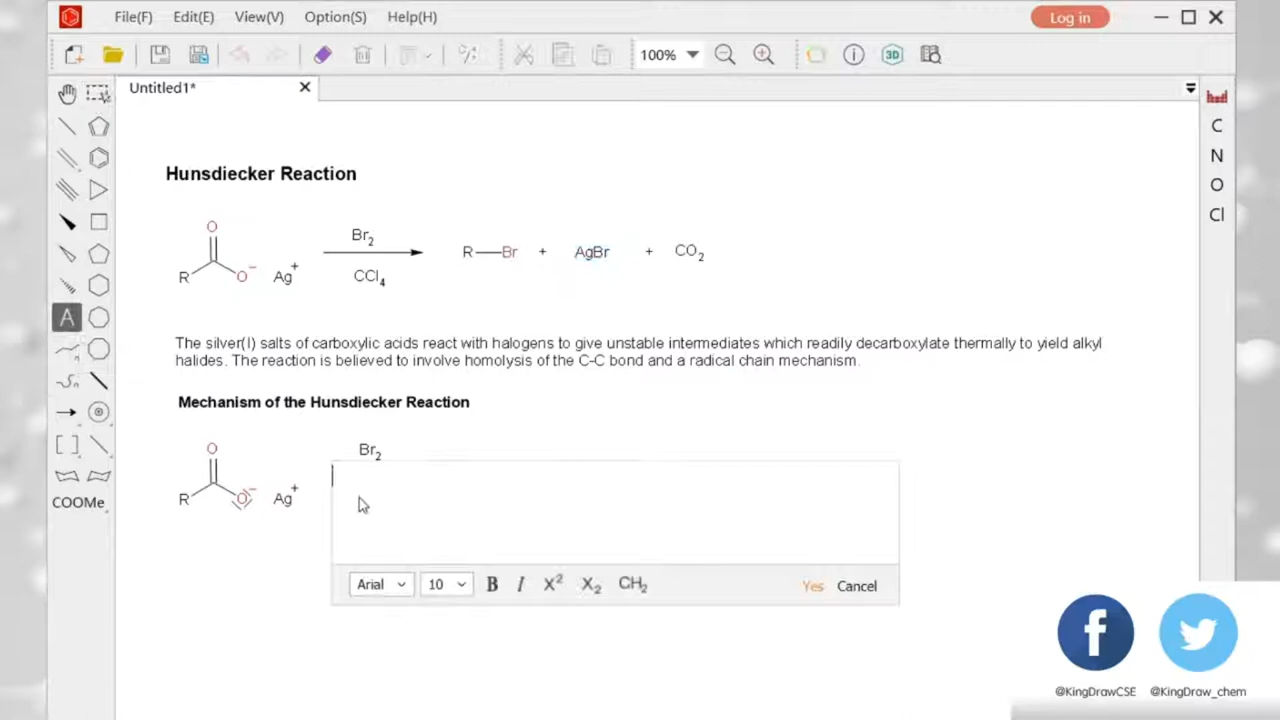 File(F) Edit(E) View(V) Option(S) Help(H) Log in
100% 3D
Untitled1*
C
N
O
Cl
A
COOMe
Hunsdiecker Reaction
O
R O⁻ Ag⁺
Br₂
CCl₄
R Br + AgBr + CO₂
The silver(I) salts of carboxylic acids react with halogens to give unstable intermediates which readily decarboxylate thermally to yield alkyl
halides. The reaction is believed to involve homolysis of the C-C bond and a radical chain mechanism.
Mechanism of the Hunsdiecker Reaction
O
R O⁻ Ag⁺
Br₂
Arial 10 B I X² X₂ CH₂ Yes Cancel
@KingDrawCSE @KingDraw_chem